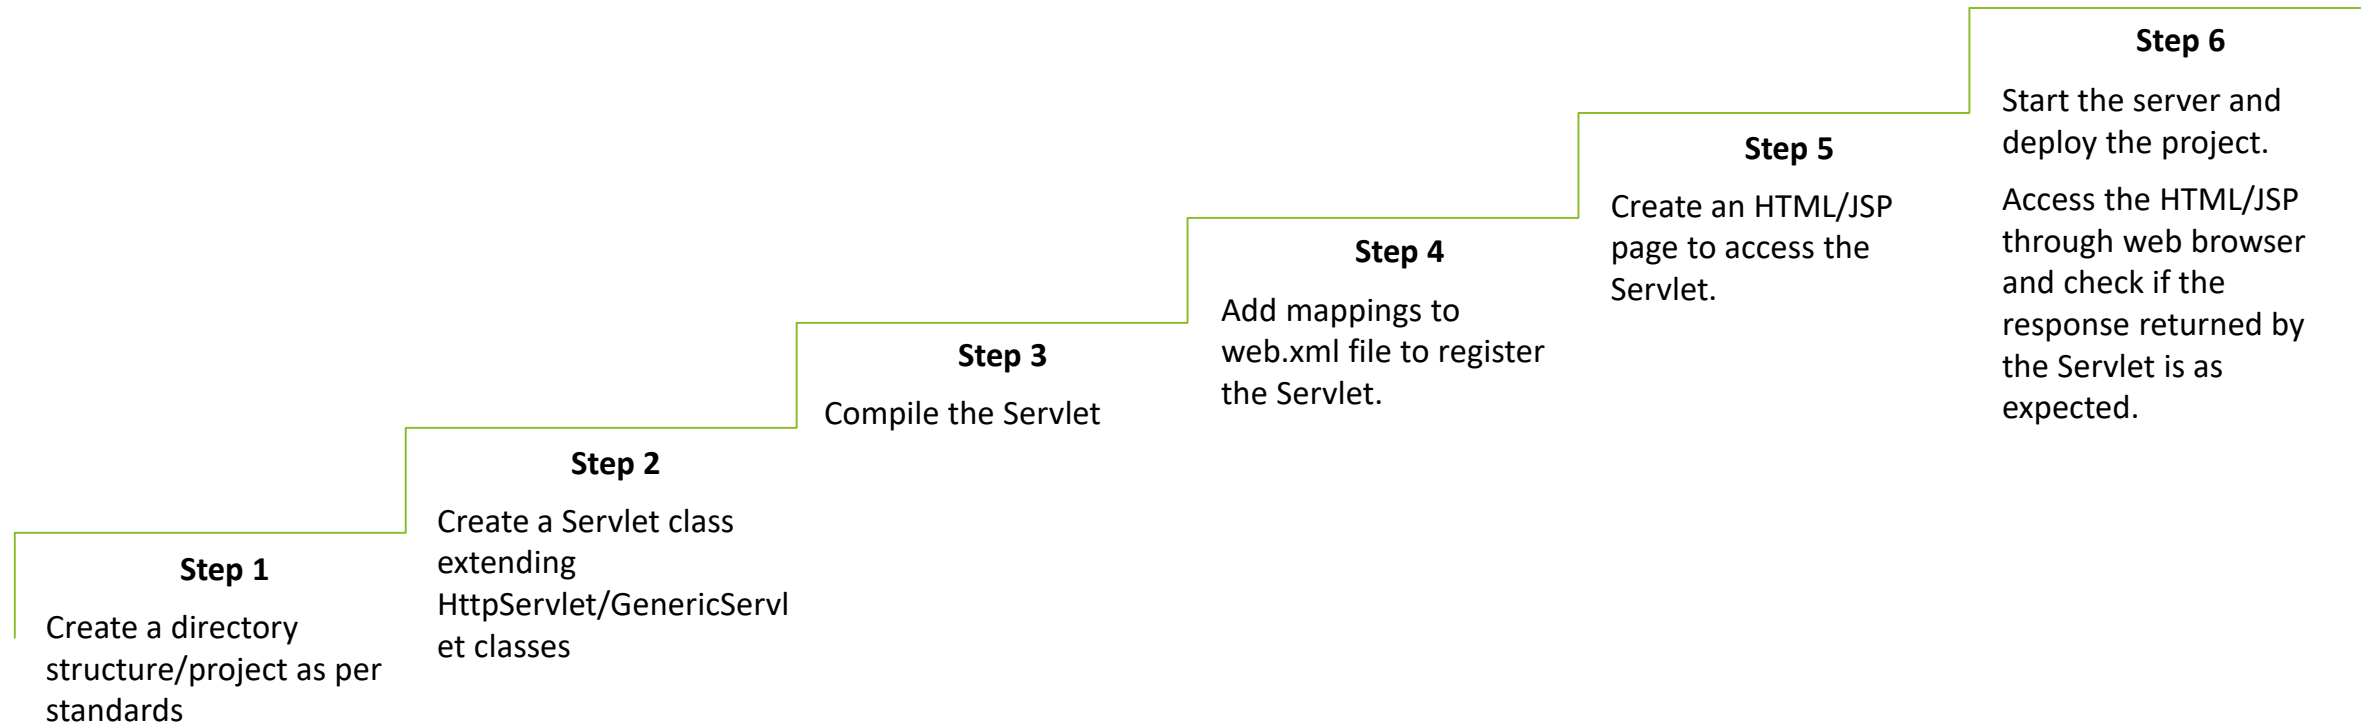 Step 1
Create a directory
structure/project as per
standards
Step 2
Create a Servlet class
extending
HttpServlet/GenericServl
et classes
Step 3
Compile the Servlet
Step 4
Add mappings to
web.xml file to register
the Servlet.
Step 5
Create an HTML/JSP
page to access the
Servlet.
Step 6
Start the server and
deploy the project.
Access the HTML/JSP
through web browser
and check if the
response returned by
the Servlet is as
expected.